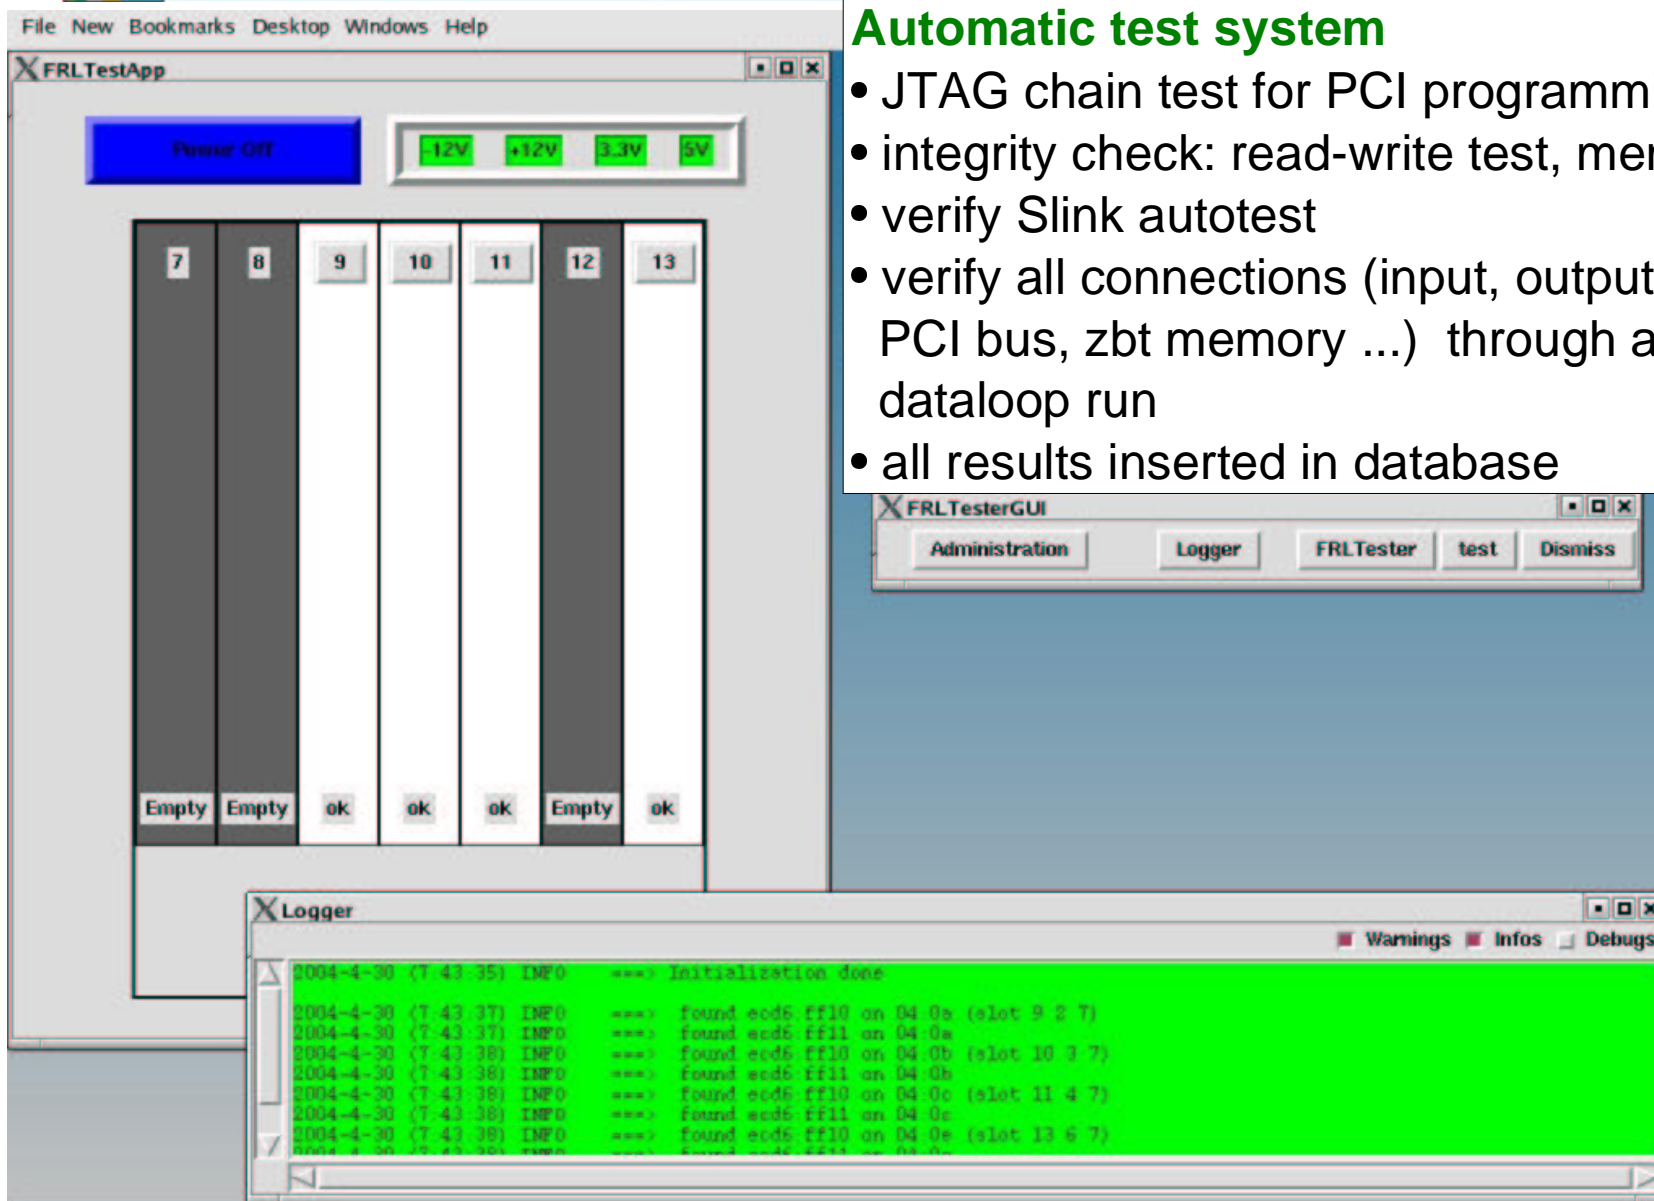 File New Bookmarks Desktop Windows Help
FRLTestApp
Power Off
-12V +12V 3.3V 5V
7 8 9 10 11 12 13
Empty Empty ok ok ok Empty ok
Automatic test system
• JTAG chain test for PCI programm
• integrity check: read-write test, mer
• verify Slink autotest
• verify all connections (input, output
PCI bus, zbt memory ...) through a
dataloop run
• all results inserted in database
FRLTesterGUI
Administration Logger FRLTester test Dismiss
Logger
Warnings Infos Debugs
2004-4-30 (7:43:35) INFO ===> Initialization done
2004-4-30 (7:43:37) INFO ===> found ecd6:ff10 on 04:0a (slot 9 2 7)
2004-4-30 (7:43:37) INFO ===> found ecd6:ff11 on 04:0a
2004-4-30 (7:43:38) INFO ===> found ecd6:ff10 on 04:0b (slot 10 3 7)
2004-4-30 (7:43:38) INFO ===> found ecd6:ff11 on 04:0b
2004-4-30 (7:43:38) INFO ===> found ecd6:ff10 on 04:0c (slot 11 4 7)
2004-4-30 (7:43:38) INFO ===> found ecd6:ff11 on 04:0c
2004-4-30 (7:43:38) INFO ===> found ecd6:ff10 on 04:0e (slot 13 6 7)